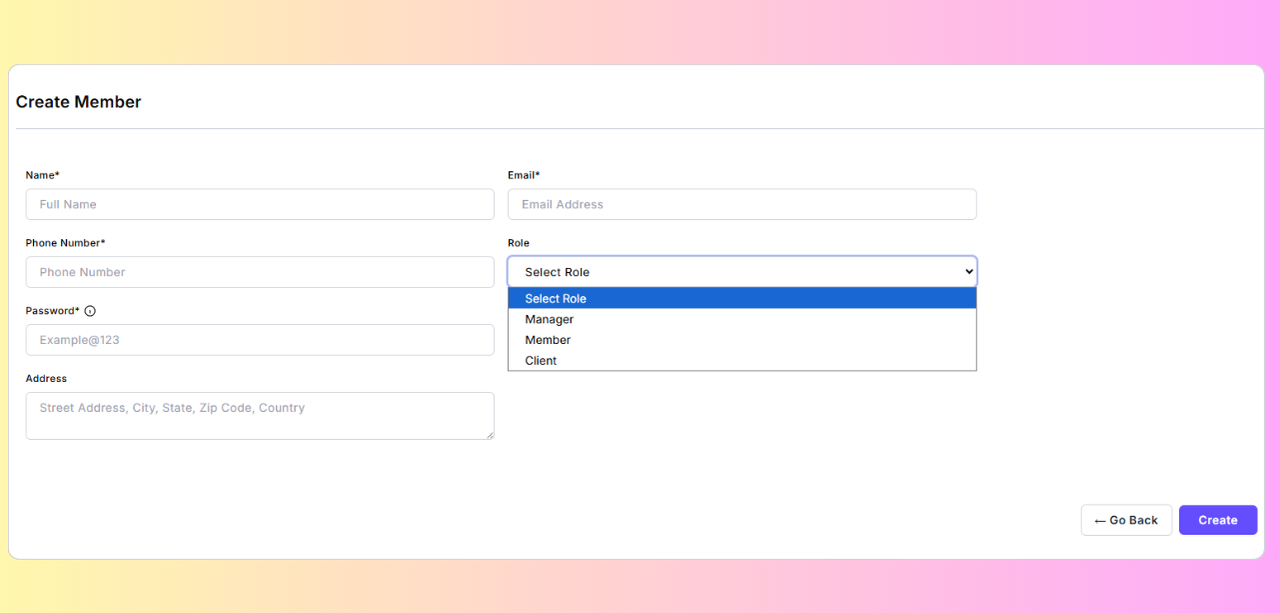 Create Member
Name*
Full Name
Email*
Email Address
Phone Number*
Phone Number
Role
Select Role
Select Role
Manager
Member
Client
Password*
Example@123
Address
Street Address, City, State, Zip Code, Country
← Go Back
Create